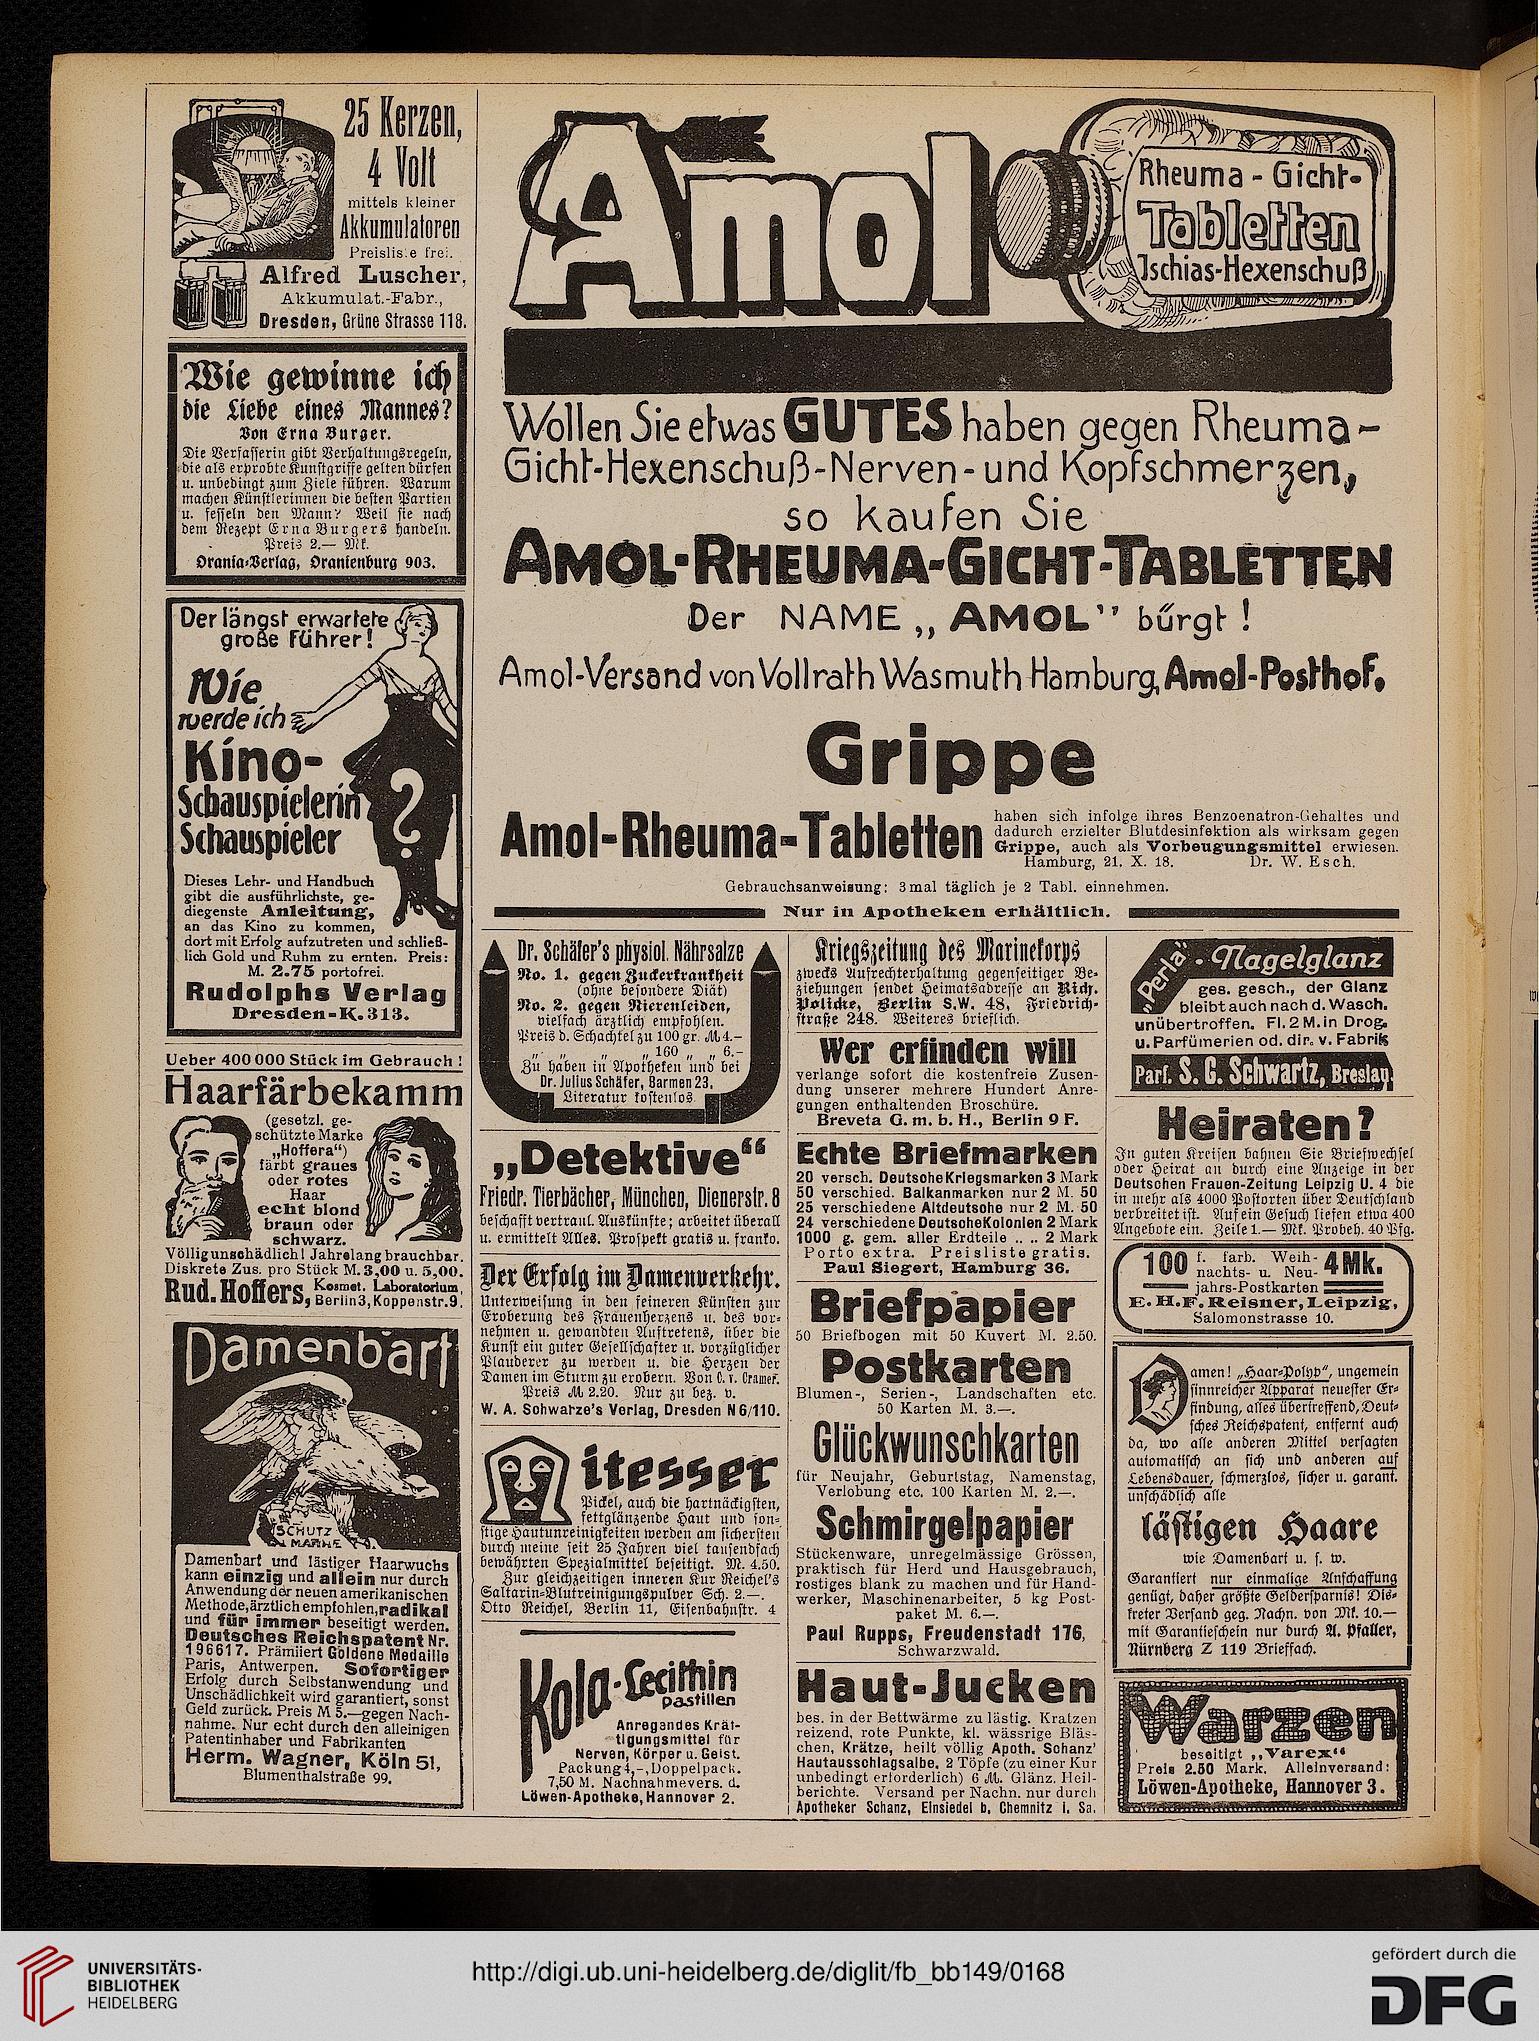 25 Kerzen,
4 Volt
mittels kleiner
Akkumulatoren
Preisliste frei.
Alfred Luscher,
Akkumulat.-Fabr.,
Dresden, Grüne Strasse 118.
Wie gewinne ich
die Liebe eines Mannes?
Von Erna Burger.
Die Verfasserin gibt Verhaltungsregeln,
die als erprobte Kunstgriffe gelten dürfen
u. unbedingt zum Ziele führen. Warum
machen Künstlerinnen die besten Partien
u. fesseln den Mann? Weil sie nach
dem Rezept Erna Burgers handeln.
Preis 2.— Mk.
Orania-Verlag, Oranienburg 903.
Der längst erwartete
große Führer!
Wie
werde ich
Kino-
Schauspielerin
Schauspieler
?
Dieses Lehr- und Handbuch
gibt die ausführlichste, ge-
diegenste Anleitung,
an das Kino zu kommen,
dort mit Erfolg aufzutreten und schließ-
lich Gold und Ruhm zu ernten. Preis:
M. 2.75 portofrei.
Rudolphs Verlag
Dresden-K. 313.
Ueber 400 000 Stück im Gebrauch!
Haarfärbekamm
(gesetzl. ge-
schützte Marke
„Hoffera“)
färbt graues
oder rotes
Haar
echt blond
braun oder
schwarz.
Völlig unschädlich! Jahrelang brauchbar.
Diskrete Zus. pro Stück M. 3,00 u. 5,00.
Rud. Hoffers, Kosmet. Laboratorium,
Berlin 3, Koppenstr. 9.
Damenbart
SCHUTZ
MARKE
Damenbart und lästiger Haarwuchs
kann einzig und allein nur durch
Anwendung der neuen amerikanischen
Methode, ärztlich empfohlen, radikal
und für immer beseitigt werden.
Deutsches Reichspatent Nr.
196617. Prämiiert Goldene Medaille
Paris, Antwerpen. Sofortiger
Erfolg durch Selbstanwendung und
Unschädlichkeit wird garantiert, sonst
Geld zurück. Preis M 5.— gegen Nach-
nahme. Nur echt durch den alleinigen
Patentinhaber und Fabrikanten
Herm. Wagner, Köln 51,
Blumenthalstraße 99.
Amol
Rheuma - Gicht-
Tabletten
Ischias-Hexenschuß
Wollen Sie etwas GUTES haben gegen Rheuma-
Gicht-Hexenschuß-Nerven- und Kopfschmerzen,
so kaufen Sie
AMOL-RHEUMA-GICHT-TABLETTEN
Der NAME „AMOL“ bürgt!
Amol-Versand von Vollrath Wasmuth Hamburg, Amol-Posthof.
Grippe
Amol-Rheuma-Tabletten
haben sich infolge ihres Benzoenatron-Gehaltes und
dadurch erzielter Blutdesinfektion als wirksam gegen
Grippe, auch als Vorbeugungsmittel erwiesen.
Hamburg, 21. X. 18. Dr. W. Esch.
Gebrauchsanweisung: 3mal täglich je 2 Tabl. einnehmen.
Nur in Apotheken erhältlich.
Dr. Schäfer's physiol. Nährsalze
No. 1. gegen Zuckerkrankheit
(ohne besondere Diät)
No. 2. gegen Nierenleiden,
vielfach ärztlich empfohlen.
Preis d. Schachtel zu 100 gr. M 4.–
„ „ „ 160 „ „ 6.–
Zu haben in Apotheken und bei
Dr. Julius Schäfer, Barmen 23.
Literatur kostenlos
„Detektive“
Friedr. Tierbächer, München, Dienerstr. 8
beschafft vertraul. Auskünfte; arbeitet überall
u. ermittelt Alles. Prospekt gratis u. franko.
Der Erfolg im Damenverkehr.
Unterweisung in den feineren Künsten zur
Eroberung des Frauenherzens u. des vor-
nehmen u. gewandten Auftretens, über die
Kunst ein guter Gesellschafter u. vorzüglicher
Plauderer zu werden u. die Herzen der
Damen im Sturm zu erobern. Von C. v. Cramer.
Preis M 2.20. Nur zu bez. v.
W. A. Schwarze's Verlag, Dresden N 6/110.
Mitesser
Pickel, auch die hartnäckigsten,
fettglänzende Haut und son-
stige Hautunreinigkeiten werden am sichersten
durch meine seit 25 Jahren viel tausendfach
bewährten Spezialmittel beseitigt. M. 4.50.
Zur gleichzeitigen inneren Kur Reichel's
Saltarin-Blutreinigungspulver Sch. 2.—.
Otto Reichel, Berlin 11, Eisenbahnstr. 4
Kola-Lecithin
pastillen
Anregendes Kräf-
tigungsmittel für
Nerven, Körper u. Geist.
Packung 4,–, Doppelpack.
7,50 M. Nachnahmevers. d.
Löwen-Apotheke, Hannover 2.
Kriegszeitung des Marinekorps
zwecks Aufrechterhaltung gegenseitiger Be-
ziehungen sendet Heimatsadresse an Rich.
Policke, Berlin S.W. 48, Friedrich-
straße 248. Weiteres brieflich.
Wer erfinden will
verlange sofort die kostenfreie Zusen-
dung unserer mehrere Hundert Anre-
gungen enthaltenden Broschüre.
Breveta G. m. b. H., Berlin 9 F.
Echte Briefmarken
20 versch. Deutsche Kriegsmarken 3 Mark
50 verschied. Balkanmarken nur 2 M. 50
25 verschiedene Altdeutsche nur 2 M. 50
24 verschiedene Deutsche Kolonien 2 Mark
1000 g. gem. aller Erdteile .. .. 2 Mark
Porto extra. Preisliste gratis.
Paul Siegert, Hamburg 36.
Briefpapier
50 Briefbogen mit 50 Kuvert M. 2.50.
Postkarten
Blumen-, Serien-, Landschaften etc.
50 Karten M. 3.—.
Glückwunschkarten
für Neujahr, Geburtstag, Namenstag,
Verlobung etc. 100 Karten M. 2.—.
Schmirgelpapier
Stückenware, unregelmässige Grössen,
praktisch für Herd und Hausgebrauch,
rostiges blank zu machen und für Hand-
werker, Maschinenarbeiter, 5 kg Post-
paket M. 6.—.
Paul Rupps, Freudenstadt 176,
Schwarzwald.
Haut-Jucken
bes. in der Bettwärme zu lästig. Kratzen
reizend, rote Punkte, kl. wässrige Bläs-
chen, Krätze, heilt völlig Apoth. Schanz'
Hautausschlagsalbe. 2 Töpfe (zu einer Kur
unbedingt erforderlich) 6 M. Glänz. Heil-
berichte. Versand per Nachn. nur durch
Apotheker Schanz, Einsiedel b. Chemnitz i. Sa.
„Perla“-Nagelglanz
ges. gesch., der Glanz
bleibt auch nach d. Wasch.
unübertroffen. Fl. 2 M. in Drog.
u. Parfümerien od. dir. v. Fabrik
Parf. S. G. Schwartz, Breslau.
Heiraten?
In guten Kreisen bahnen Sie Briefwechsel
oder Heirat an durch eine Anzeige in der
Deutschen Frauen-Zeitung Leipzig U. 4 die
in mehr als 4000 Postorten über Deutschland
verbreitet ist. Auf ein Gesuch liefen etwa 400
Angebote ein. Zeile 1.— Mk. Probeh. 40 Pfg.
100 f. farb. Weih-
nachts- u. Neu-
jahrs-Postkarten 4 Mk.
E. H. F. Reisner, Leipzig,
Salomonstrasse 10.
Damen! „Haar-Polyp“, ungemein
sinnreicher Apparat neuester Er-
findung, alles übertreffend, Deut-
sches Reichspatent, entfernt auch
da, wo alle anderen Mittel versagten
automatisch an sich und anderen auf
Lebensdauer, schmerzlos, sicher u. garant.
unschädlich alle
lästigen Haare
wie Damenbart u. s. w.
Garantiert nur einmalige Anschaffung
genügt, daher größte Geldersparnis! Dis-
kreter Versand geg. Nachn. von Mk. 10.—
mit Garantieschein nur durch A. Pfaller,
Nürnberg Z 119 Brieffach.
Warzen
beseitigt „Varex“
Preis 2.50 Mark. Alleinversand:
Löwen-Apotheke, Hannover 3.
UNIVERSITÄTS-
BIBLIOTHEK
HEIDELBERG
http://digi.ub.uni-heidelberg.de/diglit/fb_bb149/0168
gefördert durch die
DFG